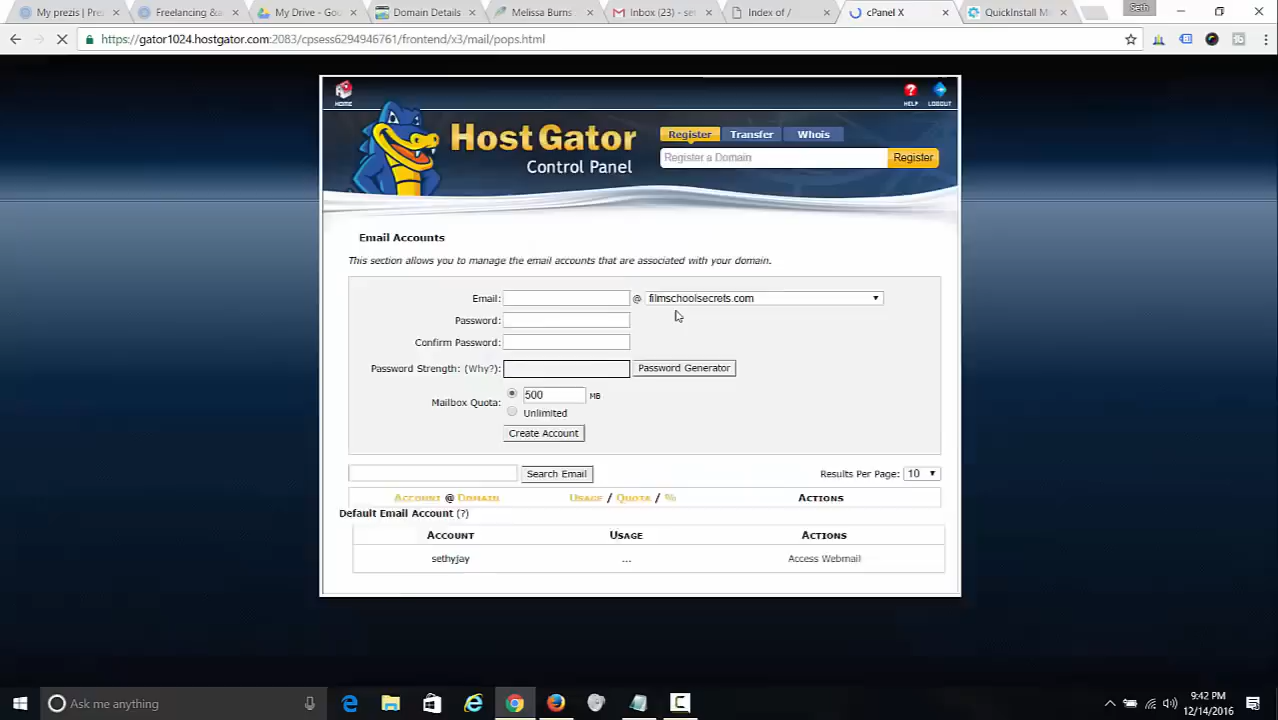 My prezis | Prez
Freelancing &
My Drive - Goo
Domain Details
Melissa Burns
Inbox (23) - set
Index of /
cPanel X
QuickInstall M
Seth
https://gator1024.hostgator.com:2083/cpsess6294946761/frontend/x3/mail/pops.html
HOME
HELP
LOGOUT
HostGator
Control Panel
Register
Transfer
Whois
Register a Domain
Register
Email Accounts
This section allows you to manage the email accounts that are associated with your domain.
Email:
@
filmschoolsecrets.com
Password:
Confirm Password:
Password Strength: (Why?):
Password Generator
Mailbox Quota:
500
MB
Unlimited
Create Account
Search Email
Results Per Page:
10
ACCOUNT @ DOMAIN
USAGE / QUOTA / %
ACTIONS
Default Email Account (?)
ACCOUNT
USAGE
ACTIONS
sethyjay
...
Access Webmail
Ask me anything
9:42 PM
12/14/2016